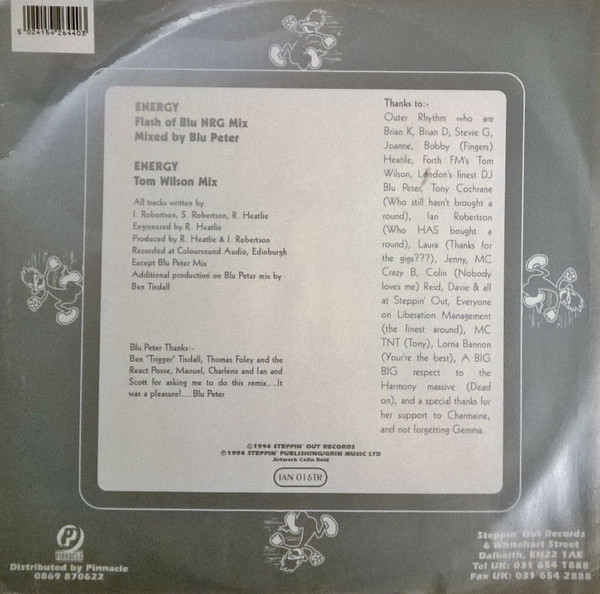 5 024154 264403
ENERGY
Flash of Blu NRG Mix
Mixed by Blu Peter
ENERGY
Tom Wilson Mix
All tracks written by
I. Robertson, S. Robertson, R. Heatlie
Engineered by R. Heatlie
Produced by R. Heatlie & I. Robertson
Recorded at Coloursound Audio, Edinburgh
Except Blu Peter Mix
Additional production on Blu Peter mix by
Ben Tisdall
Blu Peter Thanks:-
Ben "Trigger" Tisdall, Thomas Foley and the
React Posse, Manuel, Charlene and Ian and
Scott for asking me to do this remix....It
was a pleasure!.....Blu Peter
Thanks to:-
Outer Rhythm who are
Brian K, Brian D, Stevie G,
Joanne, Bobby (Fingers)
Heatile, Forth FM's Tom
Wilson, London's finest DJ
Blu Peter, Tony Cochrane
(Who still hasn't brought a
round), Ian Robertson
(Who HAS bought a
round), Laura (Thanks for
the gigs???), Jenny, MC
Crazy B, Colin (Nobody
loves me) Reid, Davie & all
at Steppin' Out, Everyone
on Liberation Management
(the finest around), MC
TNT (Tony), Lorna Bannon
(You're the best), A BIG
BIG respect to the
Harmony massive (Dead
on), and a special thanks for
her support to Charmaine,
and not forgetting Gemma.
©1994 STEPPIN' OUT RECORDS
℗1994 STEPPIN' PUBLISHING/GRIN MUSIC LTD
Artwork Colin Reid
IAN 016TR
P
PINNACLE
Distributed by Pinnacle
0869 870622
Steppin' Out Records
6 Whitehart Street
Dalkeith, EH22 1AE
Tel UK: 031 654 1888
Fax UK: 031 654 2888